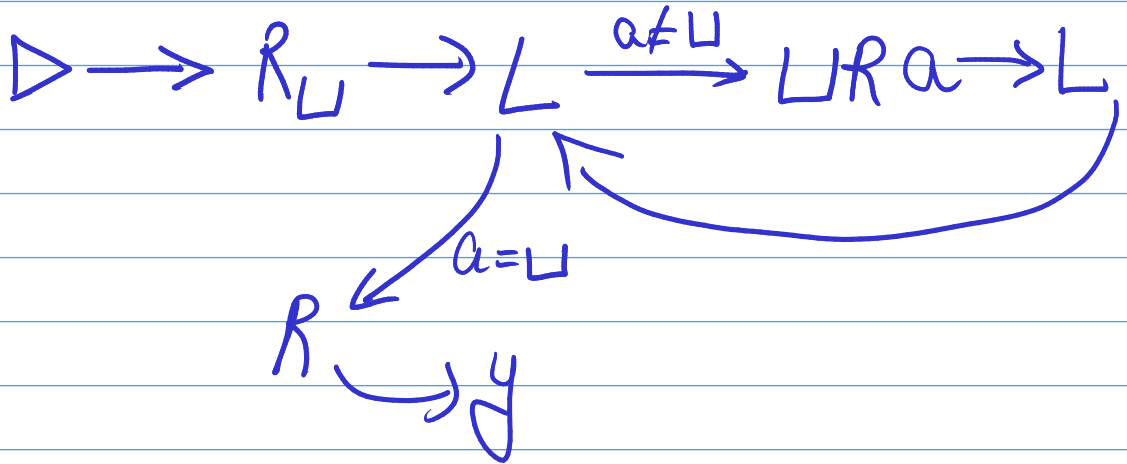 ▷ → R⊔ → L a≠⊔ → ⊔Ra → L
a=⊔
R
y